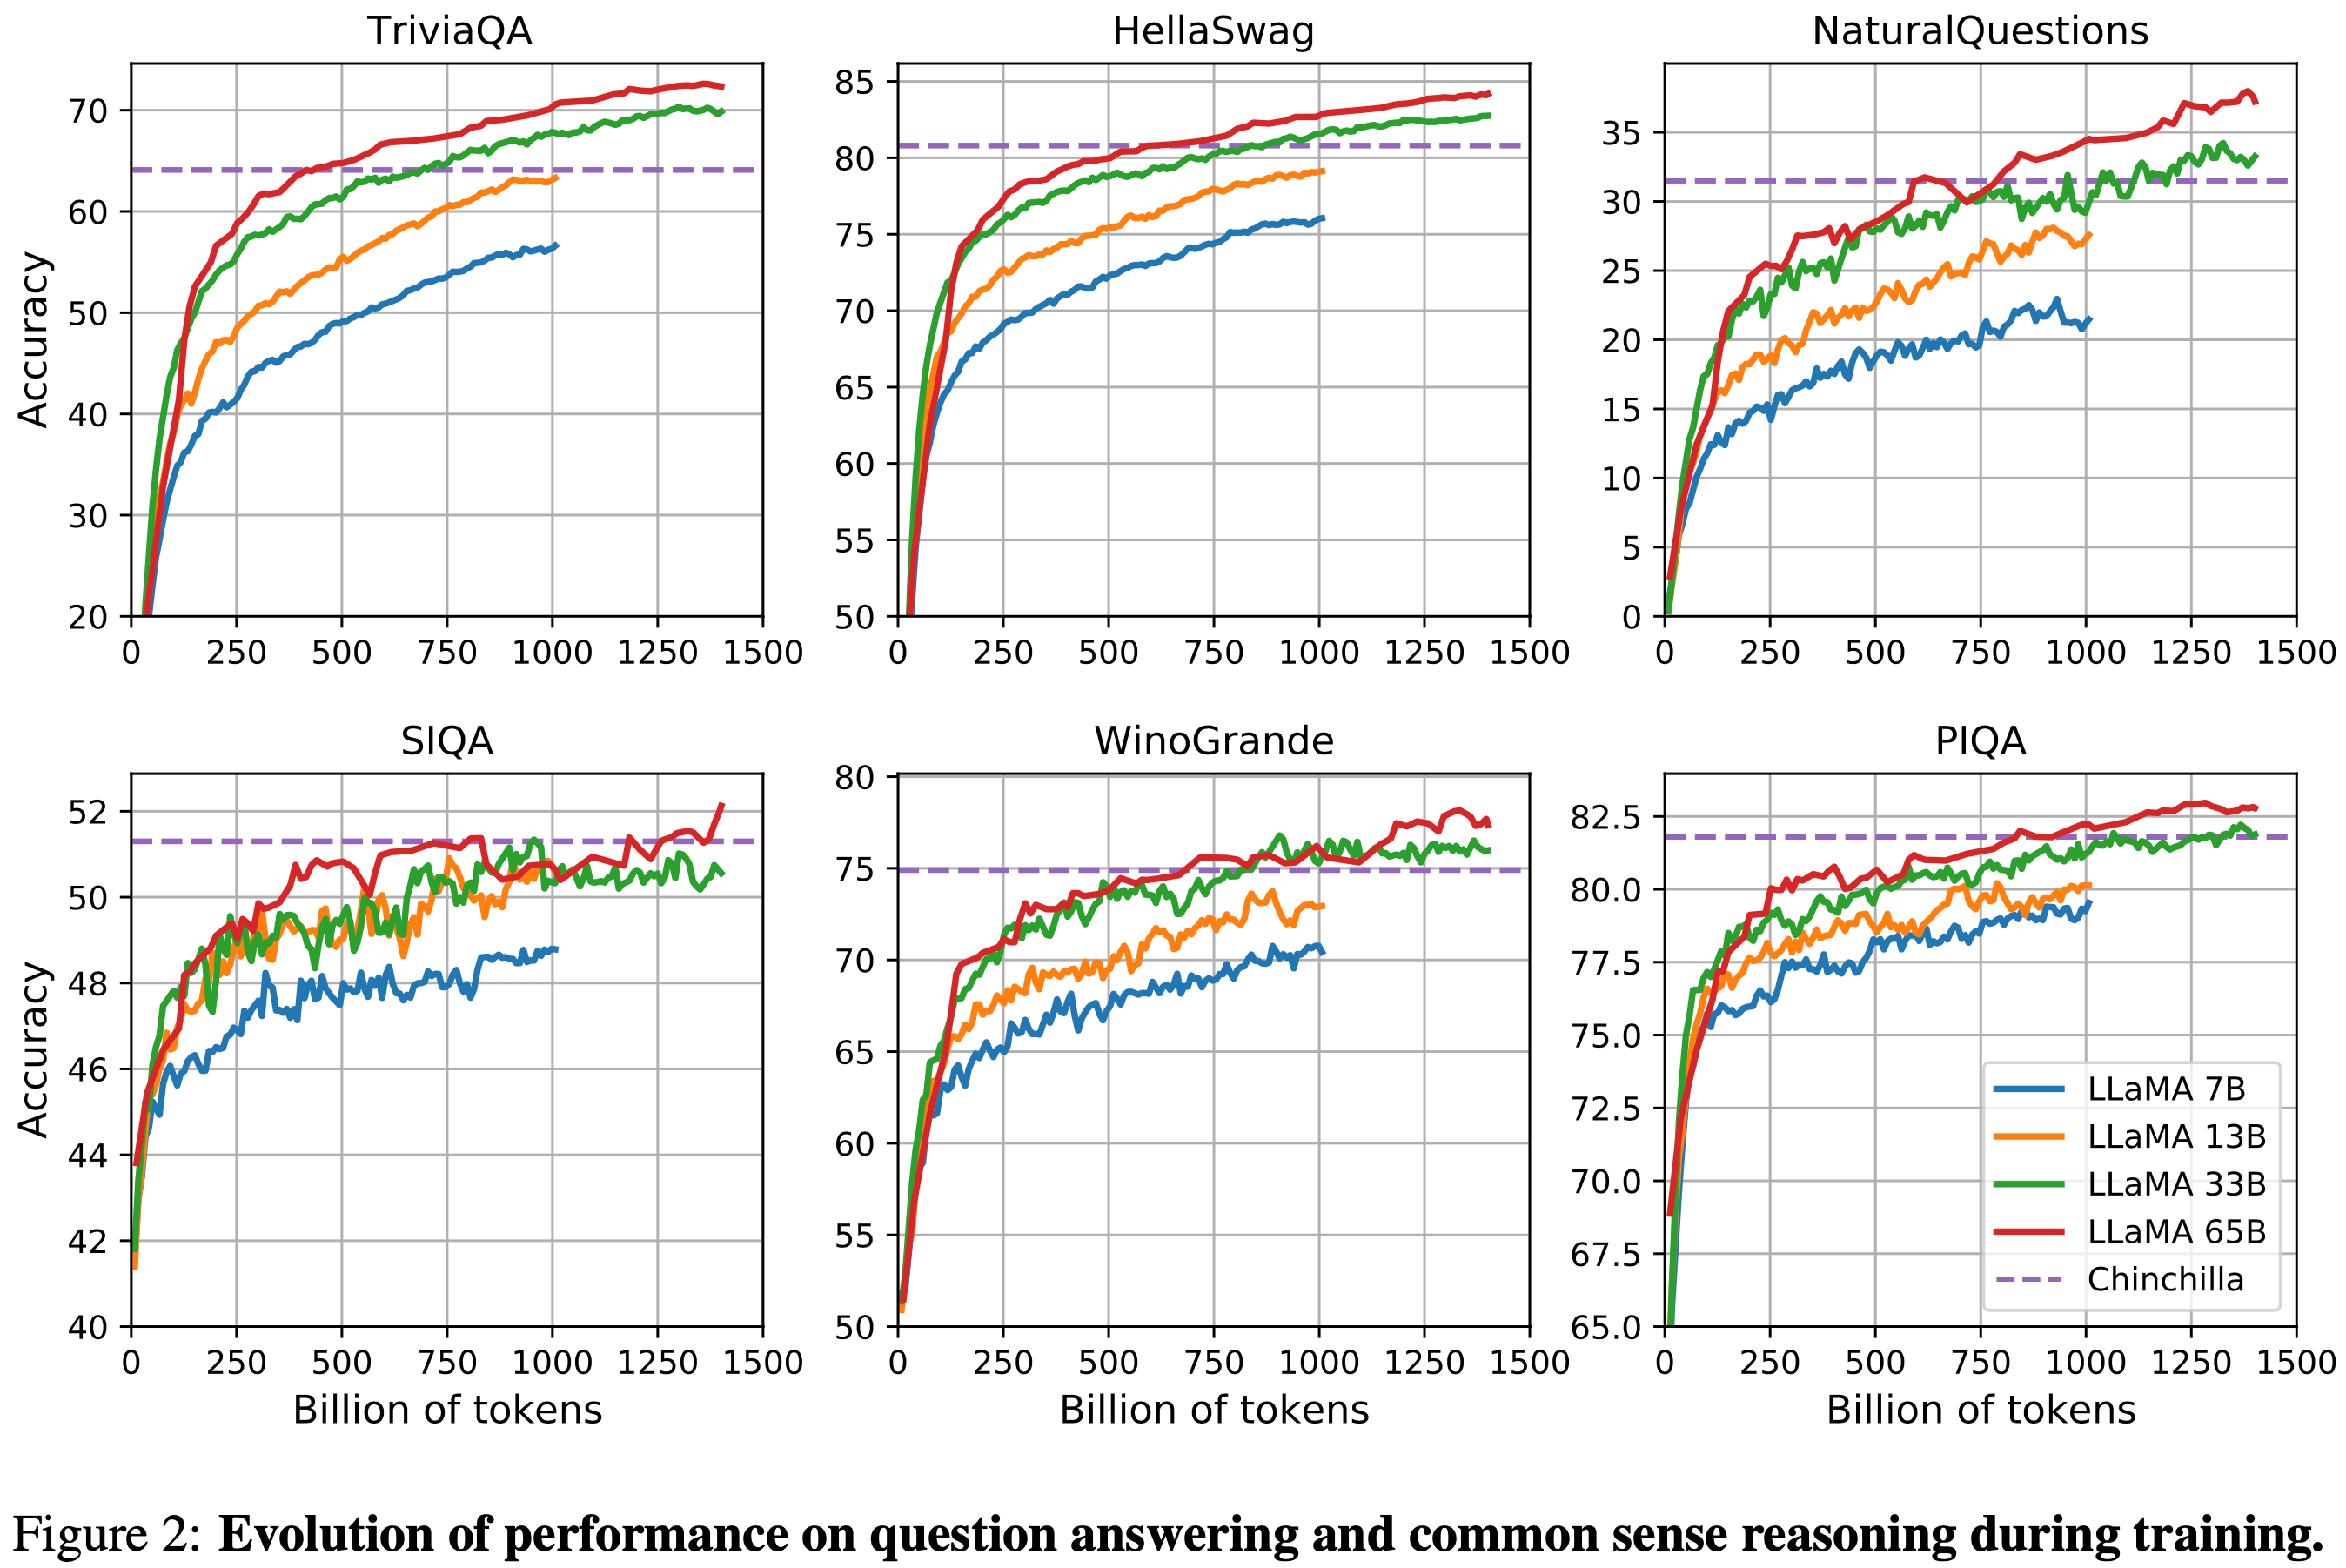 TriviaQA
HellaSwag
NaturalQuestions
Accuracy
70
60
50
40
30
20
0 250 500 750 1000 1250 1500
85
80
75
70
65
60
55
50
0 250 500 750 1000 1250 1500
35
30
25
20
15
10
5
0
0 250 500 750 1000 1250 1500
SIQA
WinoGrande
PIQA
Accuracy
52
50
48
46
44
42
40
0 250 500 750 1000 1250 1500
Billion of tokens
80
75
70
65
60
55
50
0 250 500 750 1000 1250 1500
Billion of tokens
82.5
80.0
77.5
75.0
72.5
70.0
67.5
65.0
LLaMA 7B
LLaMA 13B
LLaMA 33B
LLaMA 65B
Chinchilla
0 250 500 750 1000 1250 1500
Billion of tokens
Figure 2: Evolution of performance on question answering and common sense reasoning during training.